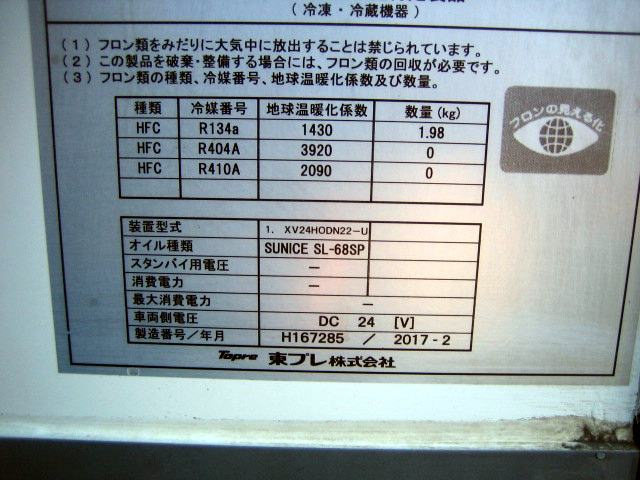 (冷凍・冷蔵機器)
(1) フロン類をみだりに大気中に放出することは禁じられています。
(2) この製品を破棄・整備する場合には、フロン類の回収が必要です。
(3) フロン類の種類、冷媒番号、地球温暖化係数及び数量。
種類 冷媒番号 地球温暖化係数 数量 (kg)
HFC R134a 1430 1.98
HFC R404A 3920 0
HFC R410A 2090 0
フロンの見える化
装置型式 1. XV24HODN22-U
オイル種類 SUNICE SL-68SP
スタンバイ用電圧 —
消費電力 —
最大消費電力 —
車両側電圧 DC 24 [V]
製造番号/年月 H167285 / 2017-2
Topre 東プレ株式会社